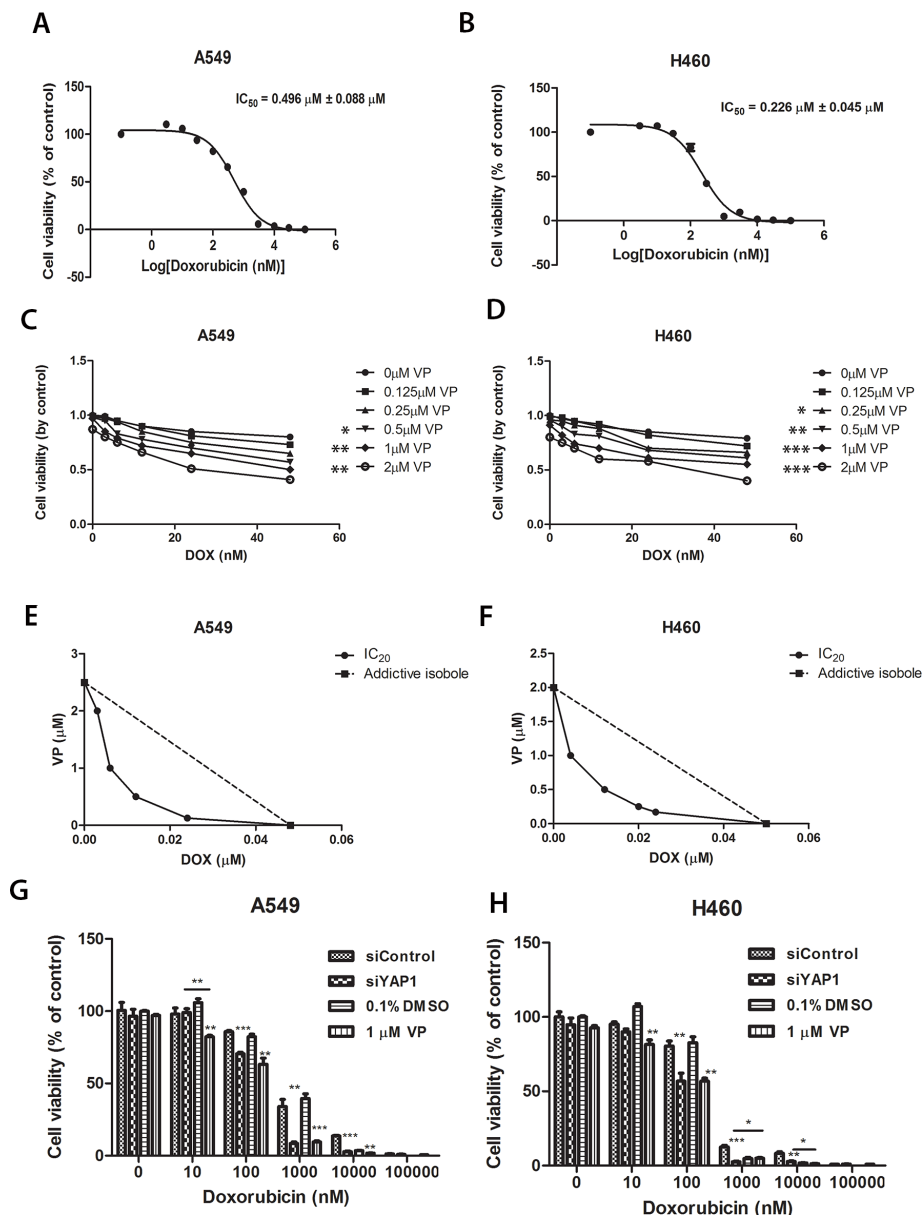 A
A549
IC50 = 0.496 µM ± 0.088 µM
Cell viability (% of control)
150
100
50
0
-50
0
2
4
6
Log[Doxorubicin (nM)]
B
H460
IC50 = 0.226 µM ± 0.045 µM
Cell viability (% of control)
150
100
50
0
-50
0
2
4
6
Log[Doxorubicin (nM)]
C
A549
Cell viability (by control)
1.5
1.0
0.5
0.0
0
20
40
60
DOX (nM)
0µM VP
0.125µM VP
0.25µM VP
* 0.5µM VP
** 1µM VP
** 2µM VP
D
H460
Cell viability (by control)
1.5
1.0
0.5
0.0
0
20
40
60
DOX (nM)
0µM VP
0.125µM VP
* 0.25µM VP
** 0.5µM VP
*** 1µM VP
*** 2µM VP
E
A549
VP (µM)
3
2
1
0
0.00
0.02
0.04
0.06
DOX (µM)
IC20
Addictive isobole
F
H460
VP (µM)
2.5
2.0
1.5
1.0
0.5
0.0
0.00
0.02
0.04
0.06
DOX (µM)
IC20
Addictive isobole
G
A549
Cell viability (% of control)
150
100
50
0
siControl
siYAP1
0.1% DMSO
1 µM VP
**
**
***
**
**
***
***
**
0
10
100
1000
10000
100000
Doxorubicin (nM)
H
H460
Cell viability (% of control)
150
100
50
0
siControl
siYAP1
0.1% DMSO
1 µM VP
**
**
**
***
*
**
*
0
10
100
1000
10000
100000
Doxorubicin (nM)